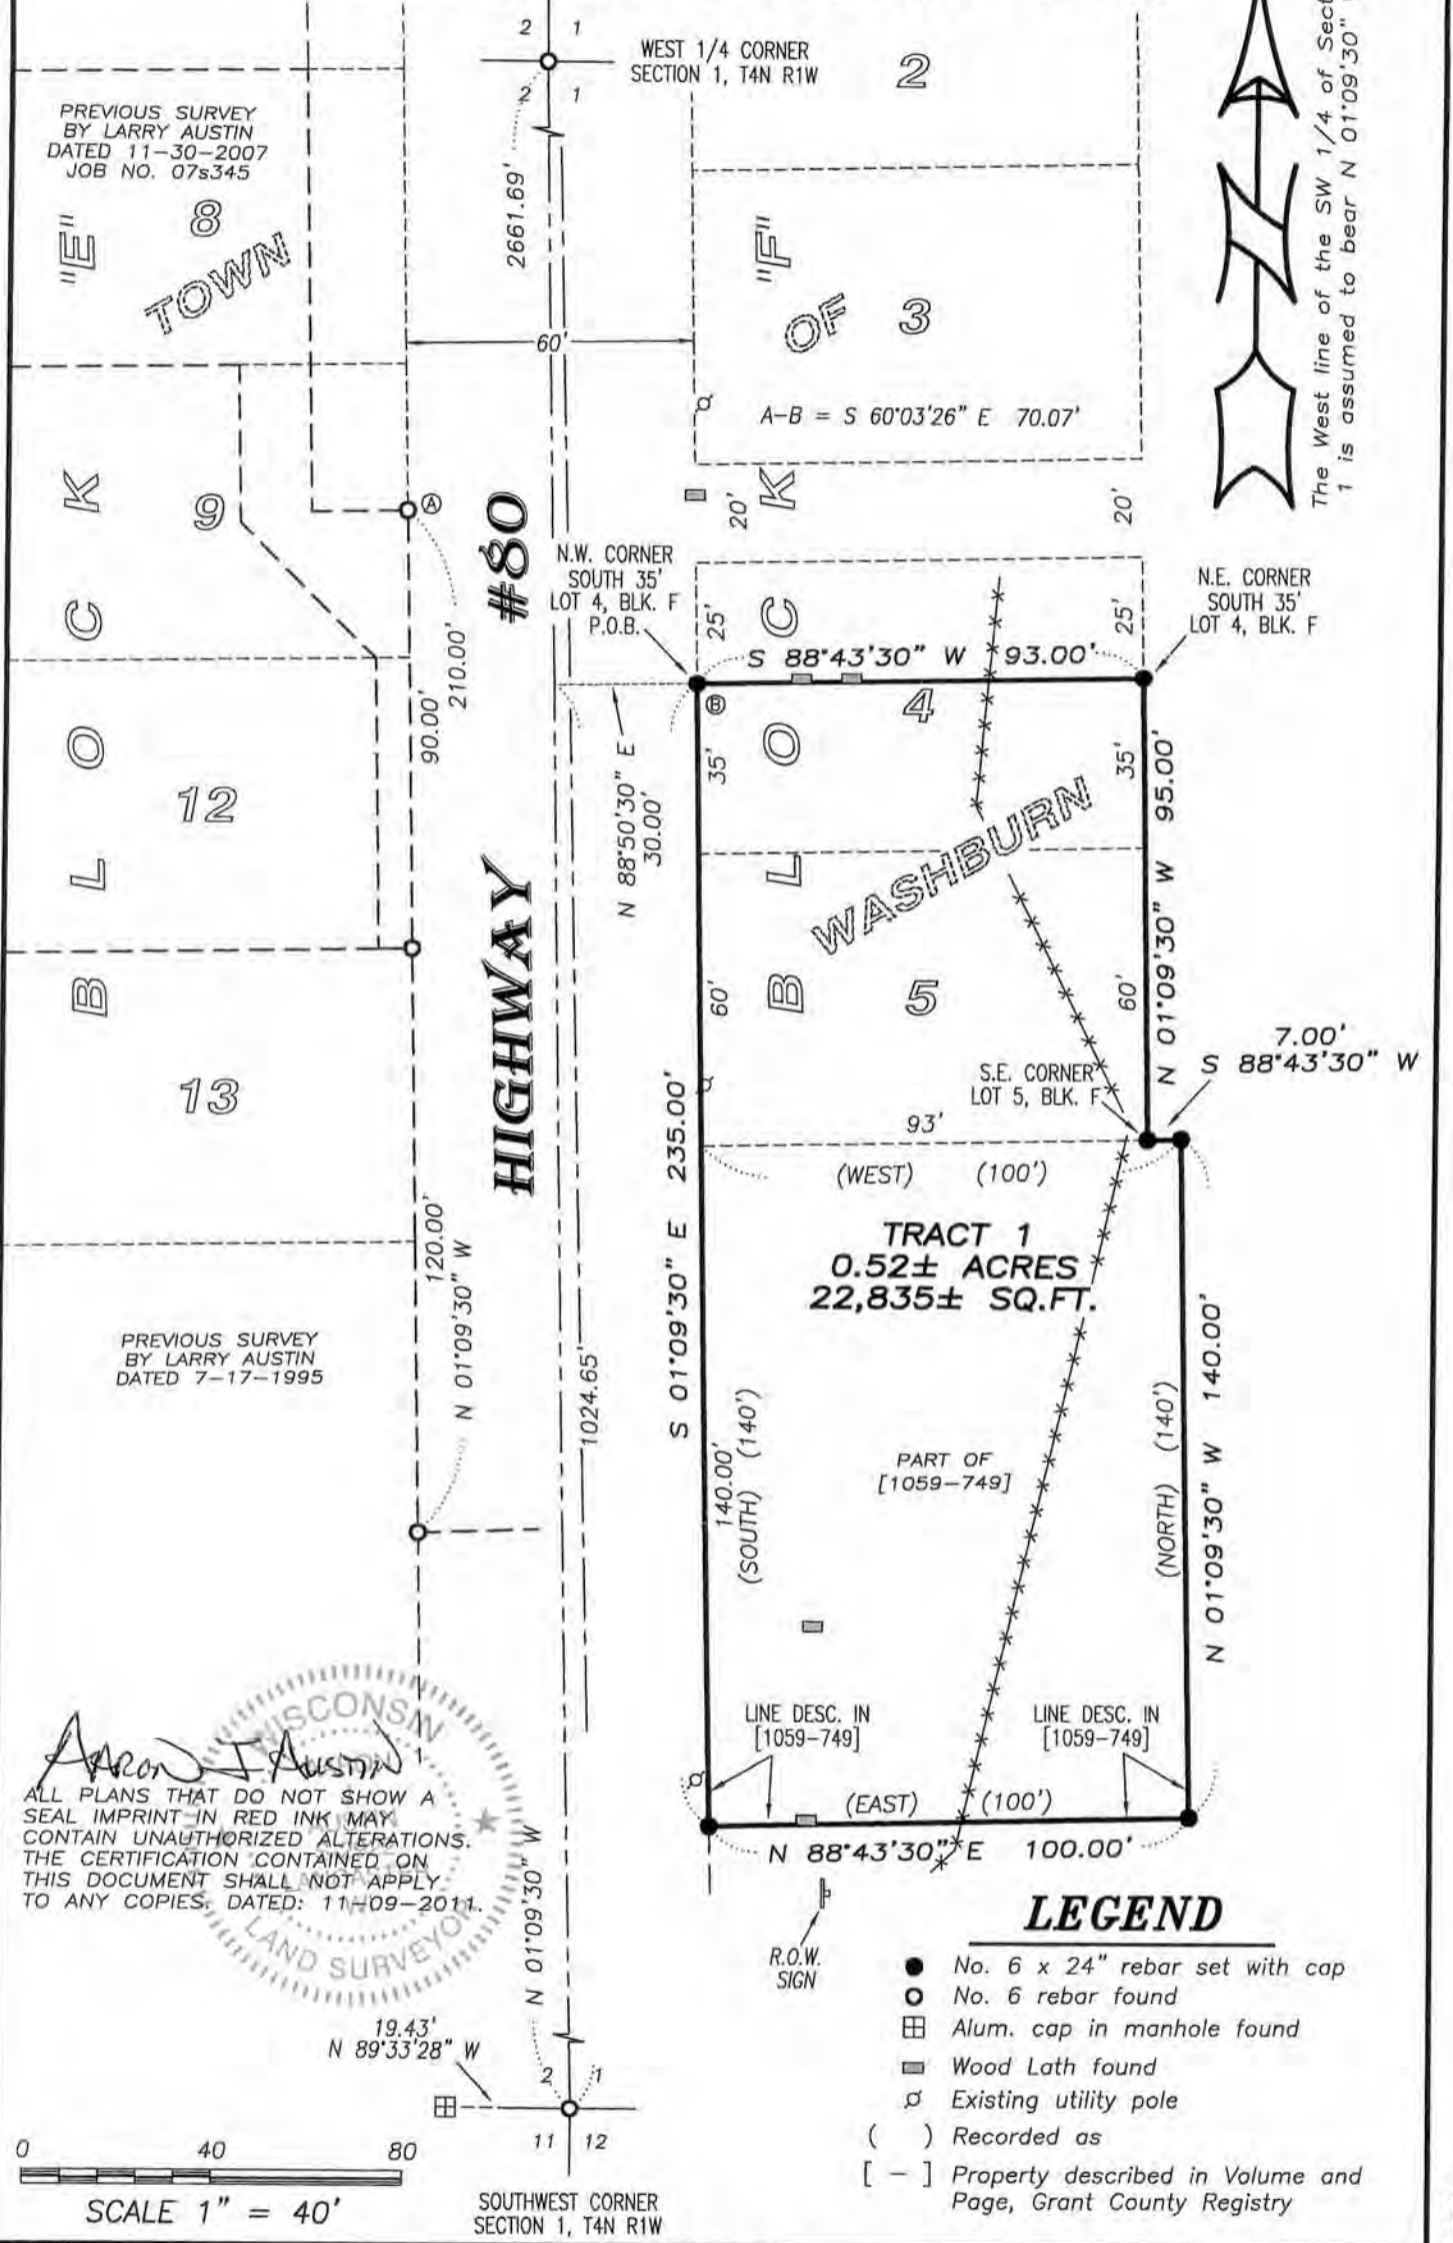 2 1
WEST 1/4 CORNER
SECTION 1, T4N R1W
2 1
2
The West line of the SW 1/4 of
1 is assumed to bear N 01°09'30"
PREVIOUS SURVEY
BY LARRY AUSTIN
DATED 11-30-2007
JOB NO. 07s345
2661.69'
"E"
8
TOWN
"F"
OF
3
60'
A-B = S 60°03'26" E 70.07'
BLOCK
9
A
#80
HIGHWAY
20'
BLOCK
20'
N.W. CORNER
SOUTH 35'
LOT 4, BLK. F
P.O.B.
N.E. CORNER
SOUTH 35'
LOT 4, BLK. F
25'
25'
S 88°43'30" W 93.00'
210.00'
90.00'
B
4
N 88°50'30" E
30.00'
35'
35'
12
WASHBURN
N 01°09'30" W 95.00'
60'
5
60'
13
7.00'
S 88°43'30" W
S.E. CORNER
LOT 5, BLK. F
93'
(WEST) (100')
S 01°09'30" E 235.00'
TRACT 1
0.52± ACRES
22,835± SQ.FT.
120.00'
N 01°09'30" W
PREVIOUS SURVEY
BY LARRY AUSTIN
DATED 7-17-1995
1024.65'
140.00'
(SOUTH) (140')
PART OF
[1059-749]
(NORTH) (140')
N 01°09'30" W 140.00'
LINE DESC. IN
[1059-749]
LINE DESC. IN
[1059-749]
(EAST) (100')
N 88°43'30" E 100.00'
WISCONSIN
LAND SURVEYOR
Aaron J Austin
ALL PLANS THAT DO NOT SHOW A
SEAL IMPRINT IN RED INK MAY
CONTAIN UNAUTHORIZED ALTERATIONS.
THE CERTIFICATION CONTAINED ON
THIS DOCUMENT SHALL NOT APPLY
TO ANY COPIES. DATED: 11-09-2011.
N 01°09'30" W
R.O.W.
SIGN
19.43'
N 89°33'28" W
2 1
11 12
SOUTHWEST CORNER
SECTION 1, T4N R1W
0 40 80
SCALE 1" = 40'
LEGEND
No. 6 x 24" rebar set with cap
No. 6 rebar found
Alum. cap in manhole found
Wood Lath found
Existing utility pole
( ) Recorded as
[ - ] Property described in Volume and
Page, Grant County Registry